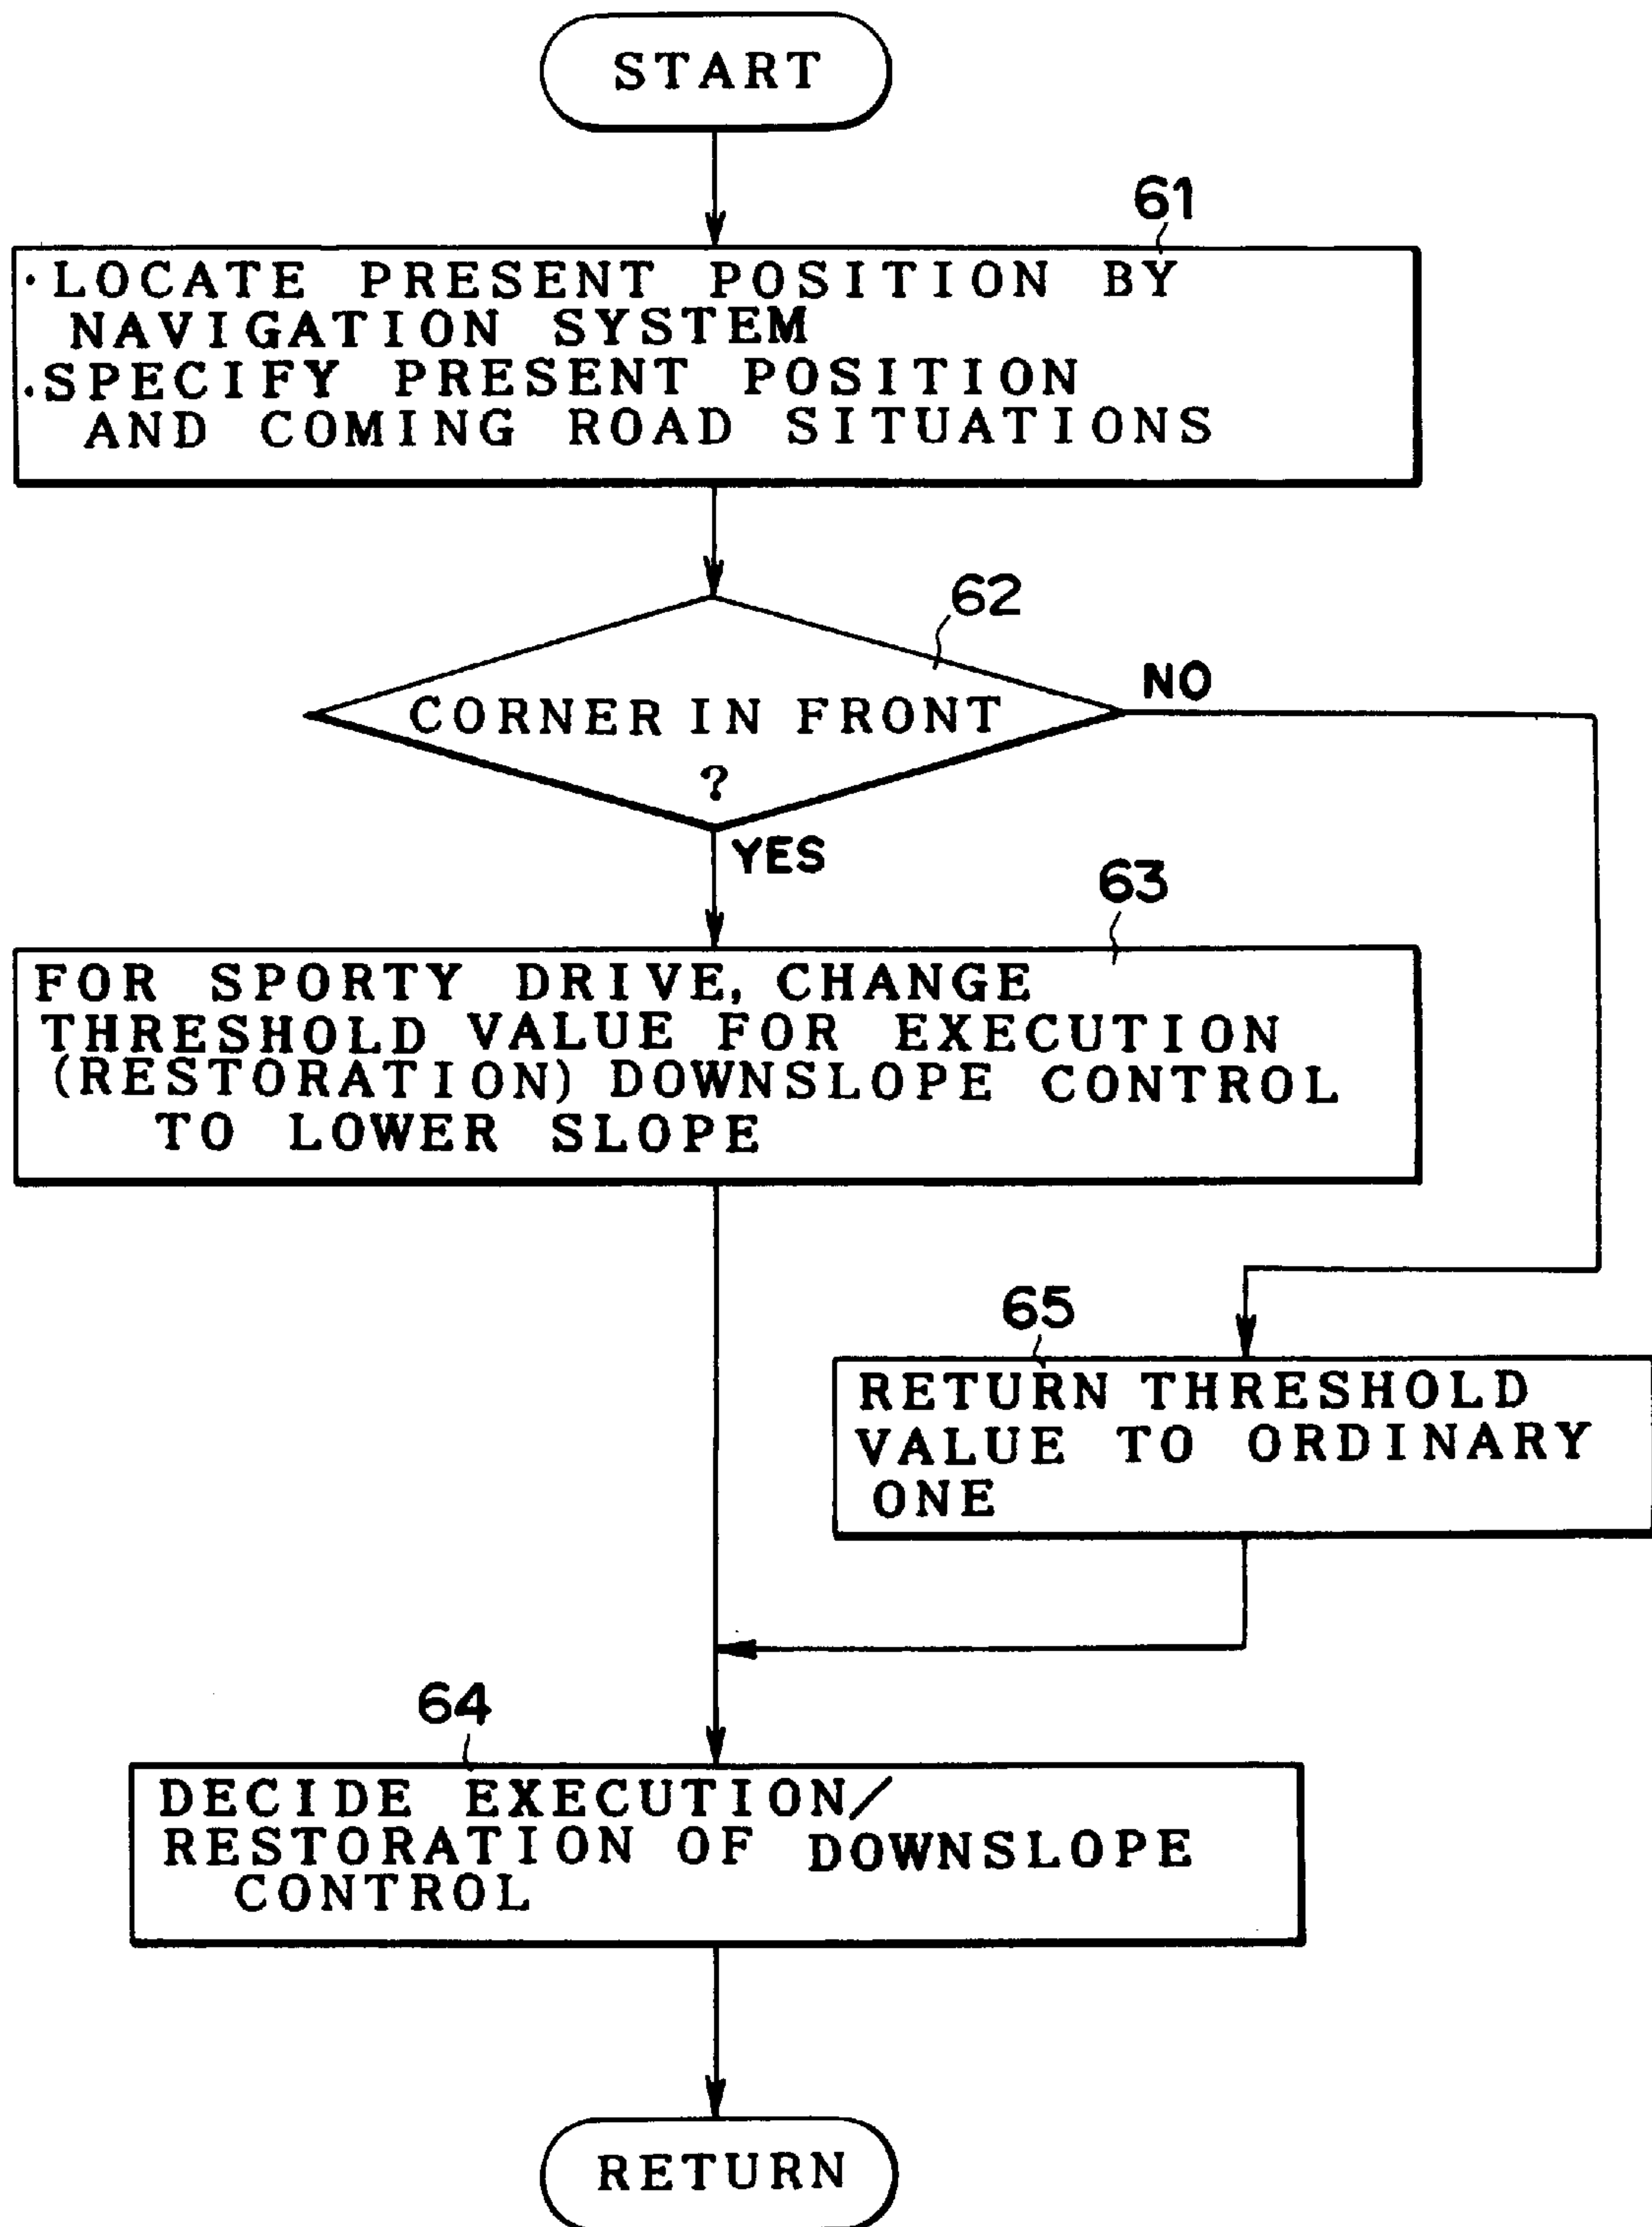 START
61
·LOCATE PRESENT POSITION BY
NAVIGATION SYSTEM
·SPECIFY PRESENT POSITION
AND COMING ROAD SITUATIONS
62
CORNER IN FRONT
?
NO
YES
63
FOR SPORTY DRIVE, CHANGE
THRESHOLD VALUE FOR EXECUTION
(RESTORATION) DOWNSLOPE CONTROL
TO LOWER SLOPE
65
RETURN THRESHOLD
VALUE TO ORDINARY
ONE
64
DECIDE EXECUTION/
RESTORATION OF DOWNSLOPE
CONTROL
RETURN